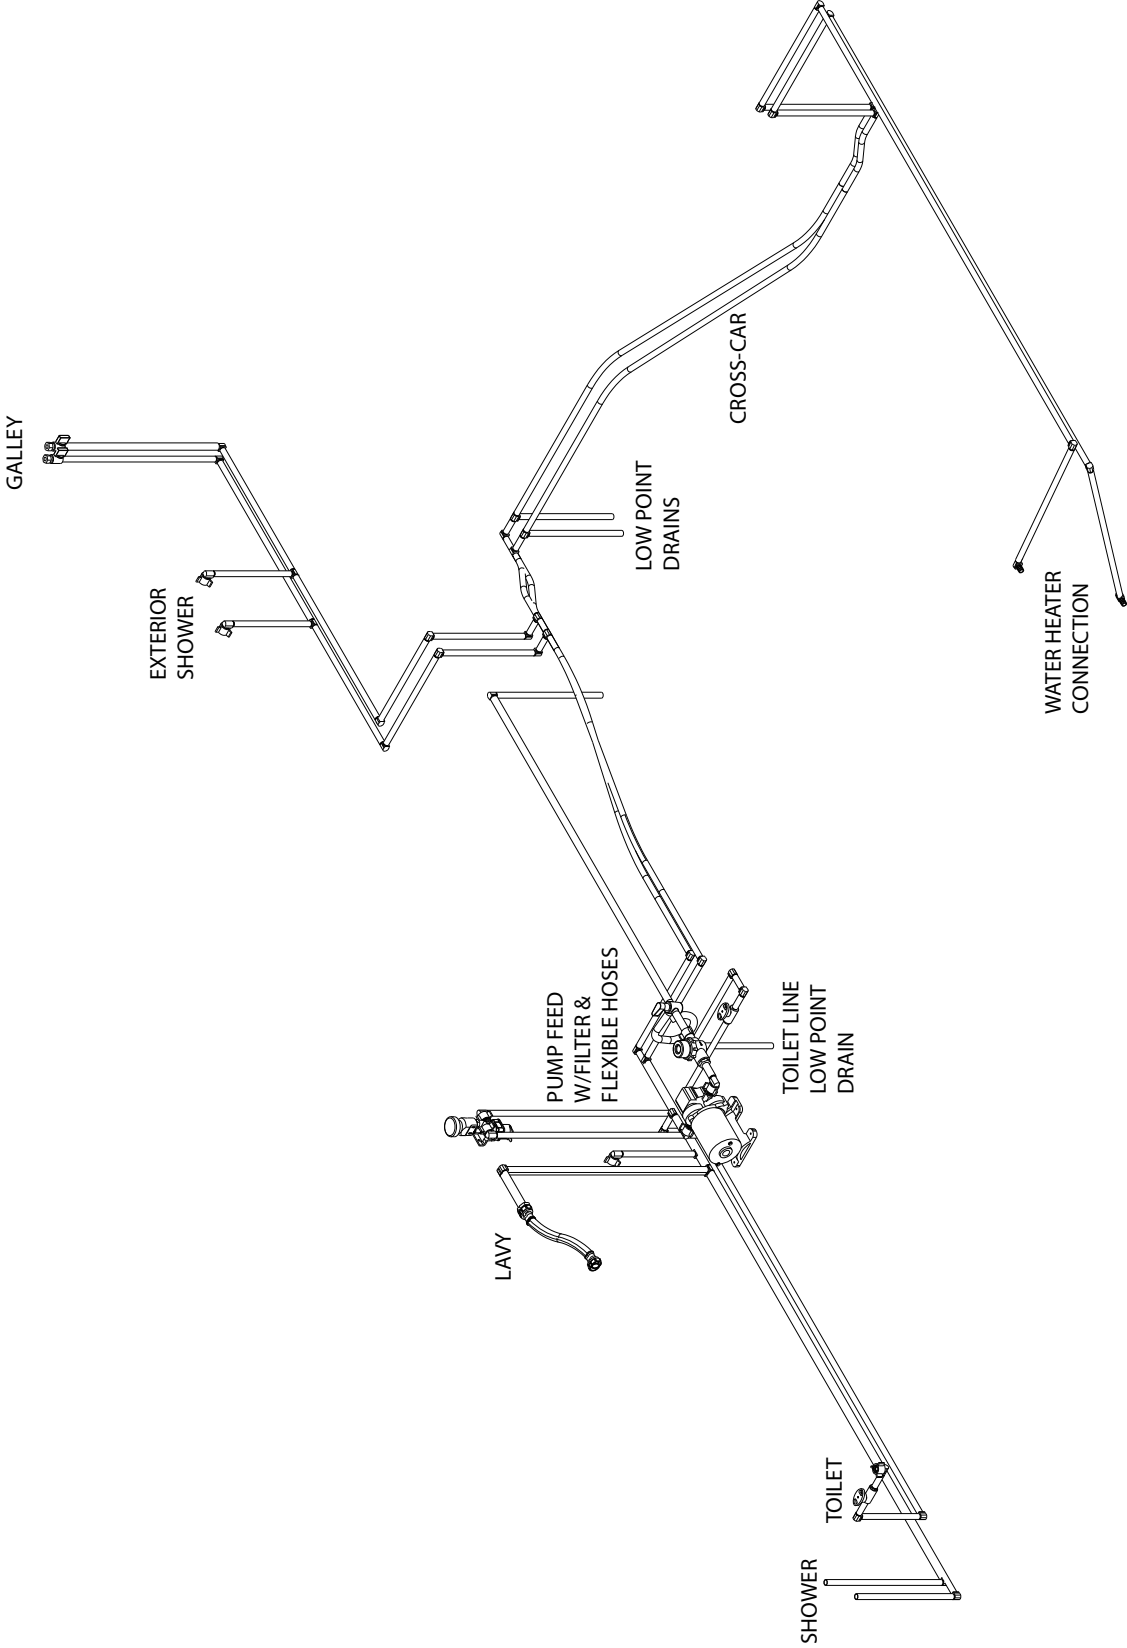 GALLEY
EXTERIOR
SHOWER
CROSS-CAR
LOW POINT
DRAINS
WATER HEATER
CONNECTION
PUMP FEED
W/FILTER &
FLEXIBLE HOSES
TOILET LINE
LOW POINT
DRAIN
LAVY
TOILET
SHOWER